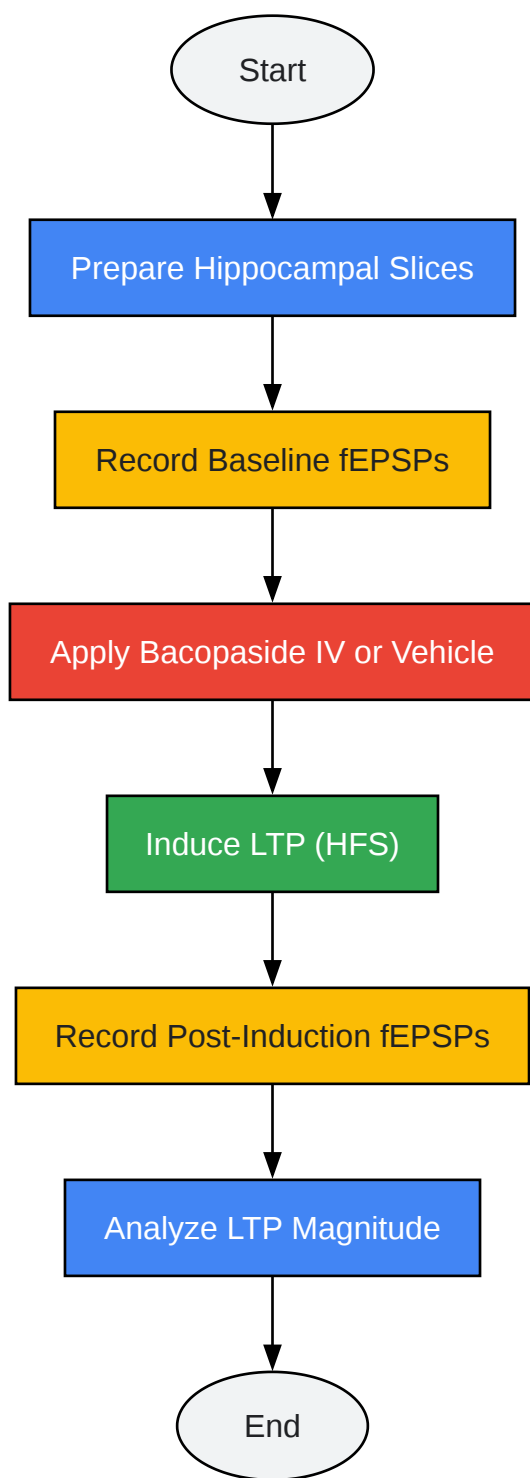 Start
Prepare Hippocampal Slices
Record Baseline fEPSPs
Apply Bacopaside IV or Vehicle
Induce LTP (HFS)
Record Post-Induction fEPSPs
Analyze LTP Magnitude
End